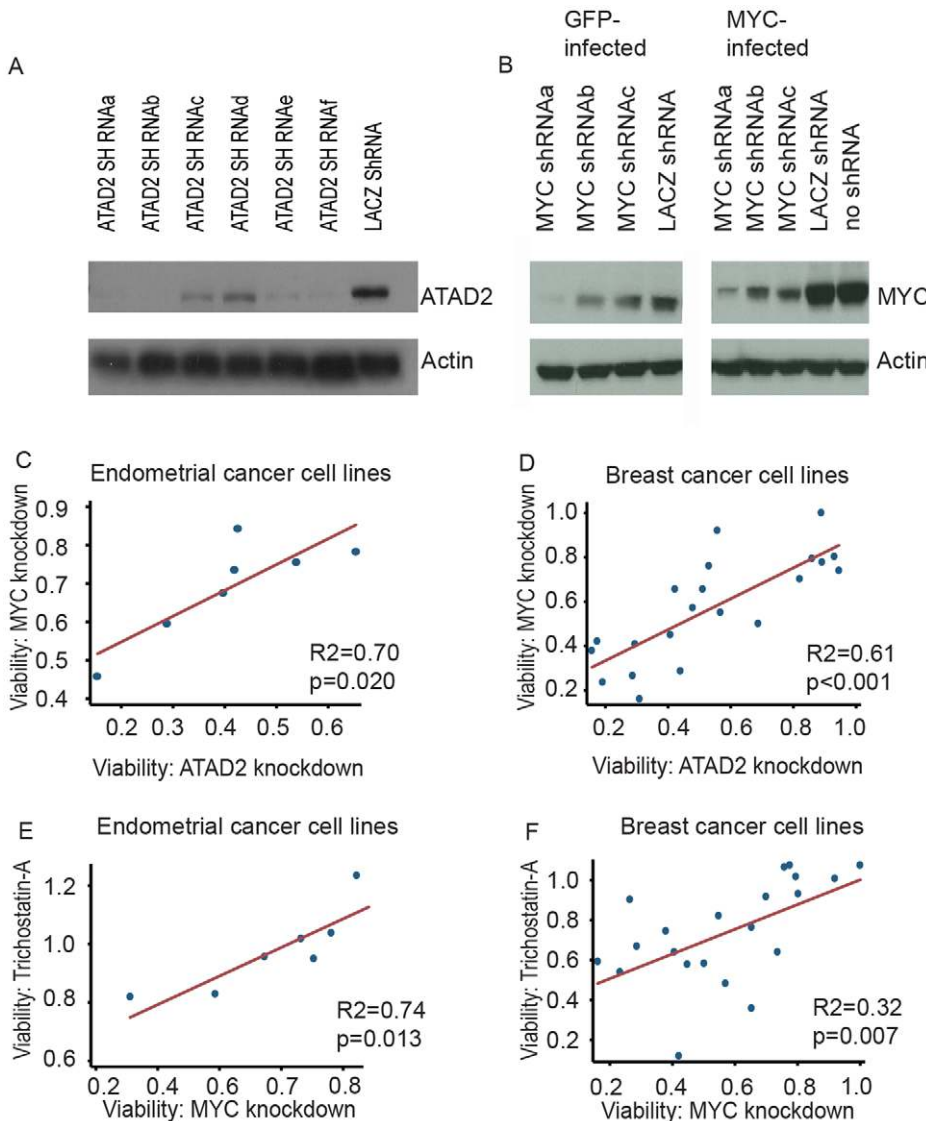 A
ATAD2 SH RNAa
ATAD2 SH RNAb
ATAD2 SH RNAc
ATAD2 SH RNAd
ATAD2 SH RNAe
ATAD2 SH RNAf
LACZ ShRNA
ATAD2
Actin
B
GFP-
infected
MYC-
infected
MYC shRNAa
MYC shRNAb
MYC shRNAc
LACZ shRNA
MYC shRNAa
MYC shRNAb
MYC shRNAc
LACZ shRNA
no shRNA
MYC
Actin
C
Endometrial cancer cell lines
Viability: MYC knockdown
0.9
0.8
0.7
0.6
0.5
0.4
R2=0.70
p=0.020
0.2 0.3 0.4 0.5 0.6
Viability: ATAD2 knockdown
D
Breast cancer cell lines
Viability: MYC knockdown
1.0
0.8
0.6
0.4
0.2
R2=0.61
p<0.001
0.2 0.4 0.6 0.8 1.0
Viability: ATAD2 knockdown
E
Endometrial cancer cell lines
Viability: Trichostatin-A
1.2
1.0
0.8
0.6
R2=0.74
p=0.013
0.2 0.4 0.6 0.8
Viability: MYC knockdown
F
Breast cancer cell lines
Viability: Trichostatin-A
1.0
0.8
0.6
0.4
0.2
R2=0.32
p=0.007
0.2 0.4 0.6 0.8 1.0
Viability: MYC knockdown